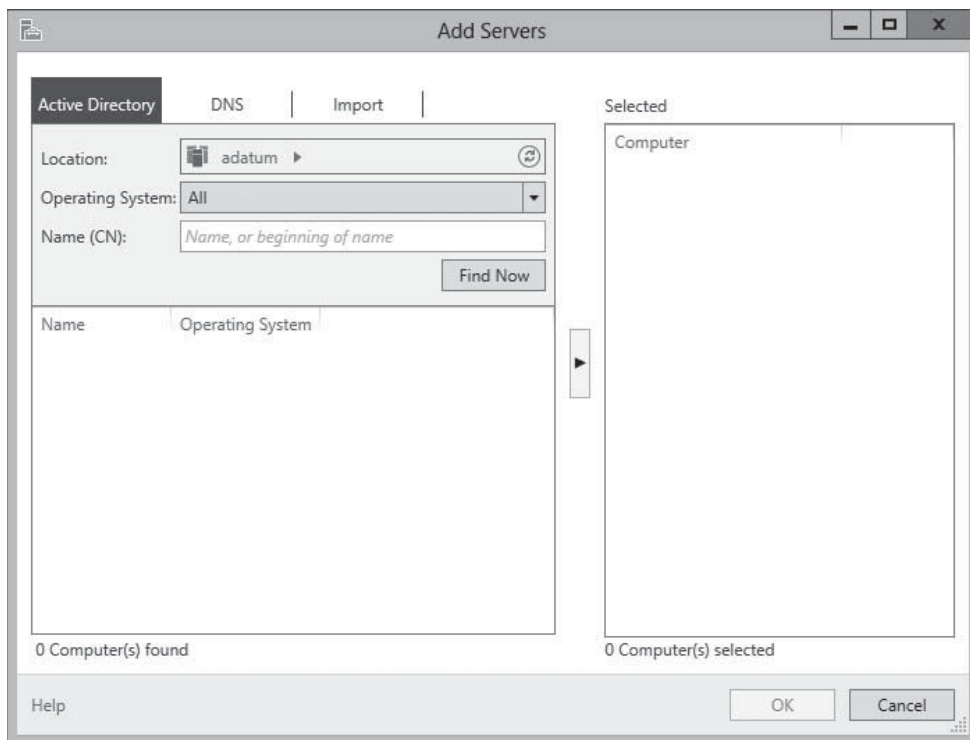 Add Servers
Active Directory
DNS
Import
Location:
adatum
Operating System:
All
Name (CN):
Name, or beginning of name
Find Now
Name
Operating System
0 Computer(s) found
Selected
Computer
0 Computer(s) selected
Help
OK
Cancel